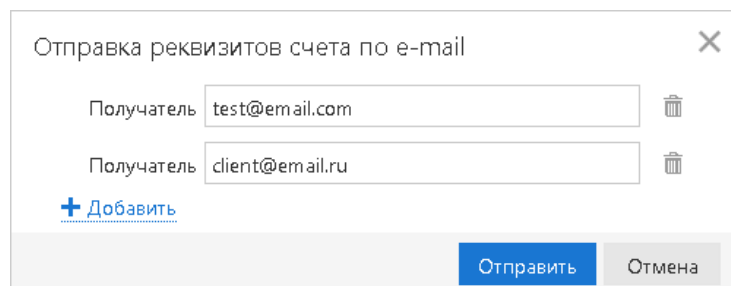 Отправка реквизитов счета по e-mail
Получатель test@email.com
Получатель client@email.ru
Добавить
Отправить Отмена